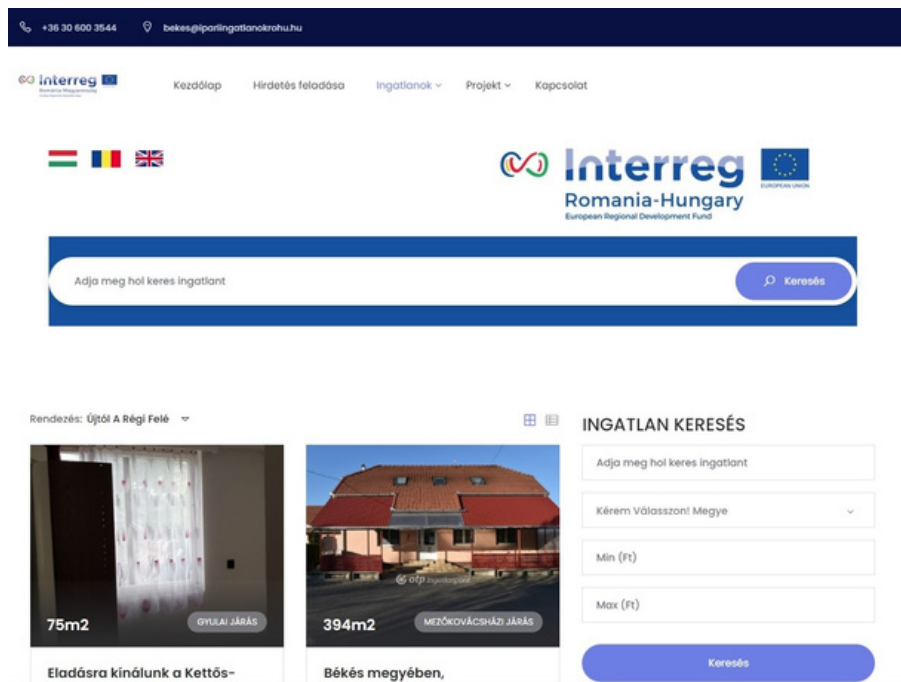 +36 30 600 3544 bekes@ipariingatlanokrohu.hu
Interreg
Kezdőlap Hirdetés feladása Ingatlanok Projekt Kapcsolat
Interreg
EUROPEAN UNION
Romania-Hungary
European Regional Development Fund
Adja meg hol keres ingatlant
Keresés
Rendezés: Újtól A Régi Felé
INGATLAN KERESÉS
Adja meg hol keres ingatlant
Kérem Válasszon! Megye
Min (Ft)
Max (Ft)
Keresés
otp Ingatlanpont
75m2 GYULAI JÁRÁS
394m2 MEZŐKOVÁCSHÁZI JÁRÁS
Eladásra kínálunk a Kettős-
Békés megyében,